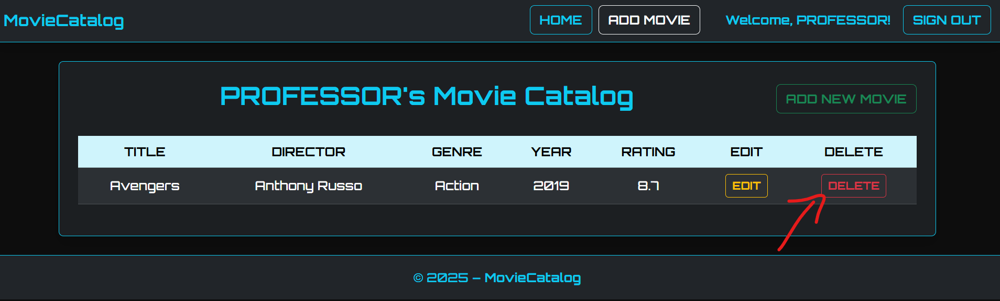 MovieCatalog HOME ADD MOVIE Welcome, PROFESSOR! SIGN OUT
PROFESSOR's Movie Catalog ADD NEW MOVIE
TITLE DIRECTOR GENRE YEAR RATING EDIT DELETE
Avengers Anthony Russo Action 2019 8.7 EDIT DELETE
© 2025 – MovieCatalog